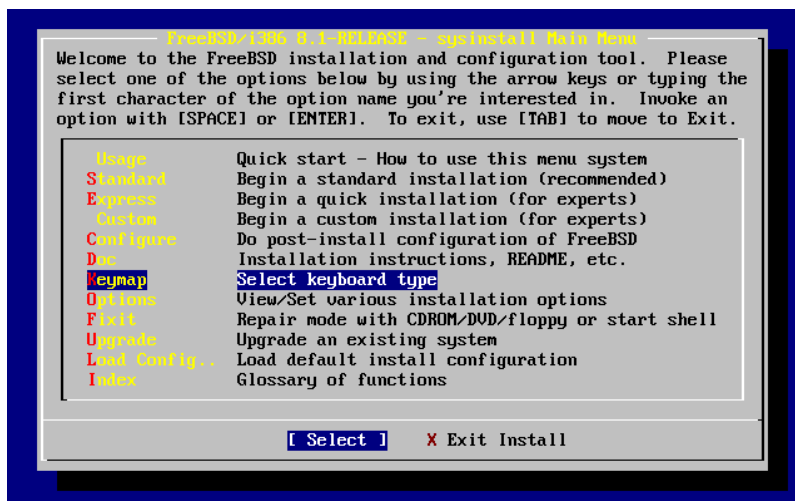 FreeBSD/i386 8.1-RELEASE - sysinstall Main Menu
Welcome to the FreeBSD installation and configuration tool.  Please
select one of the options below by using the arrow keys or typing the
first character of the option name you're interested in.  Invoke an
option with [SPACE] or [ENTER].  To exit, use [TAB] to move to Exit.
Usage Quick start - How to use this menu system
Standard Begin a standard installation (recommended)
Express Begin a quick installation (for experts)
Custom Begin a custom installation (for experts)
Configure Do post-install configuration of FreeBSD
Doc Installation instructions, README, etc.
Keymap Select keyboard type
Options View/Set various installation options
Fixit Repair mode with CDROM/DVD/floppy or start shell
Upgrade Upgrade an existing system
Load Config.. Load default install configuration
Index Glossary of functions
[ Select ] X Exit Install